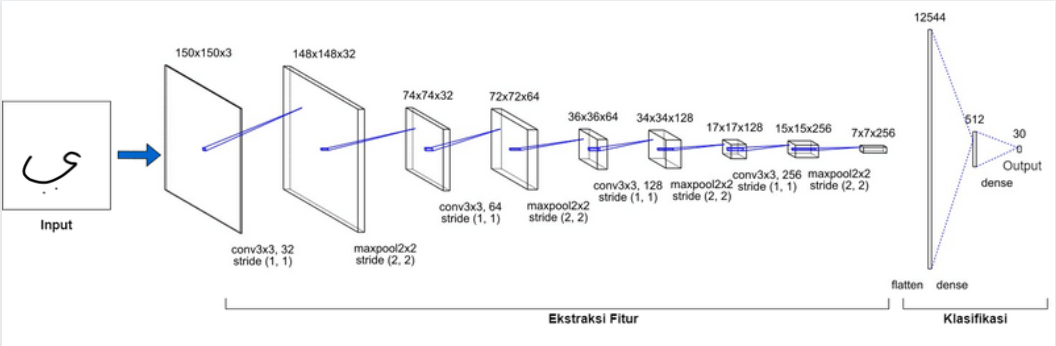 150x150x3
148x148x32
74x74x32
72x72x64
36x36x64
34x34x128
17x17x128
15x15x256
7x7x256
12544
512
30
Output
dense
ي
Input
conv3x3, 32
stride (1, 1)
maxpool2x2
stride (2, 2)
conv3x3, 64
stride (1, 1)
maxpool2x2
stride (2, 2)
conv3x3, 128
stride (1, 1)
maxpool2x2
stride (2, 2)
conv3x3, 256
stride (1, 1)
maxpool2x2
stride (2, 2)
flatten
dense
Ekstraksi Fitur
Klasifikasi